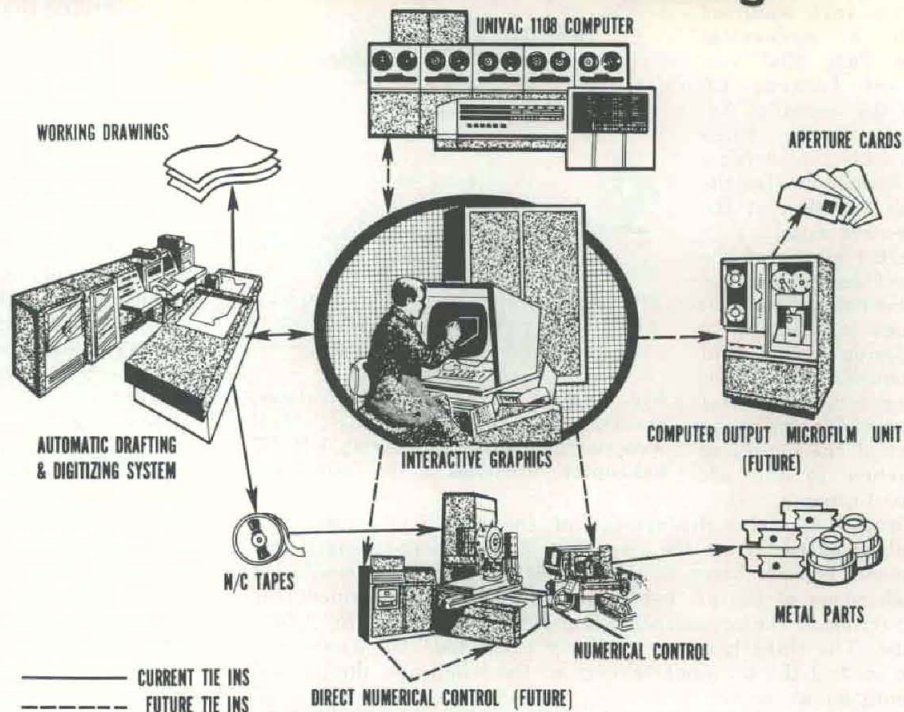 UNIVAC 1108 COMPUTER
WORKING DRAWINGS
APERTURE CARDS
AUTOMATIC DRAFTING
& DIGITIZING SYSTEM
INTERACTIVE GRAPHICS
COMPUTER OUTPUT MICROFILM UNIT
(FUTURE)
N/C TAPES
NUMERICAL CONTROL
METAL PARTS
DIRECT NUMERICAL CONTROL (FUTURE)
CURRENT TIE INS
FUTURE TIE INS